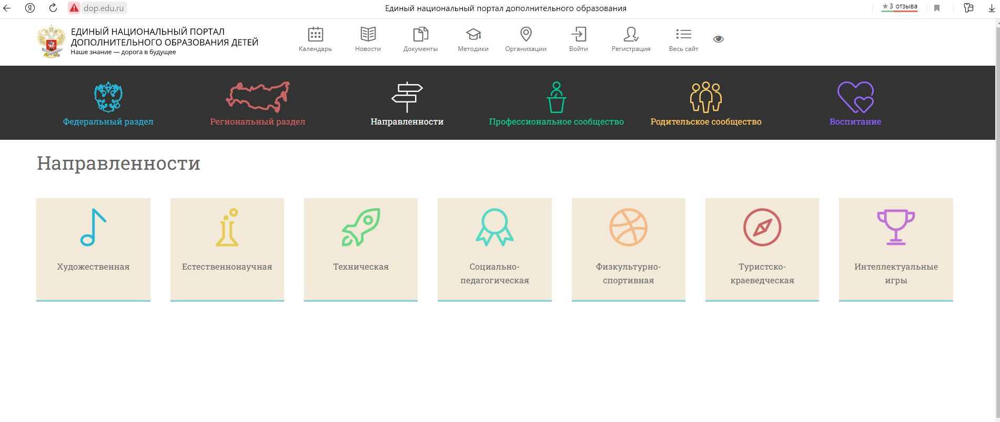 dop.edu.ru
Единый национальный портал дополнительного образования
3 отзыва
ЕДИНЫЙ НАЦИОНАЛЬНЫЙ ПОРТАЛ
ДОПОЛНИТЕЛЬНОГО ОБРАЗОВАНИЯ ДЕТЕЙ
Наше знание — дорога в будущее
Календарь
Новости
Документы
Методики
Организации
Войти
Регистрация
Весь сайт
Федеральный раздел
Региональный раздел
Направленности
Профессиональное сообщество
Родительское сообщество
Воспитание
Направленности
Художественная
Естественнонаучная
Техническая
Социально-
педагогическая
Физкультурно-
спортивная
Туристско-
краеведческая
Интеллектуальные
игры